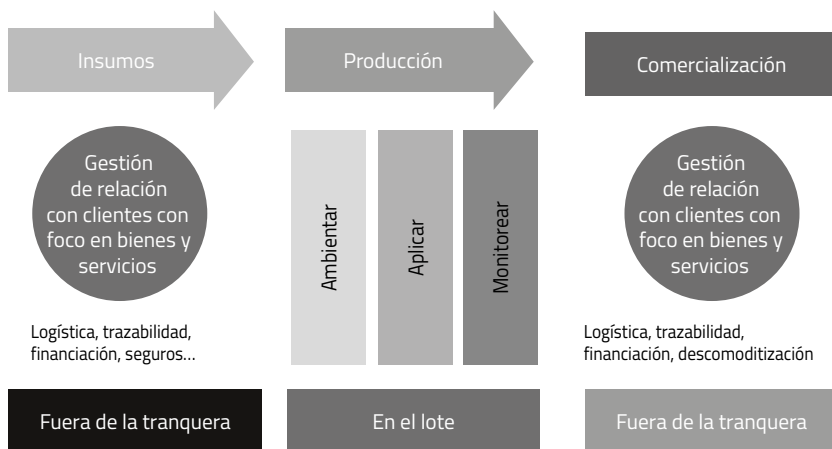 Insumos
Producción
Comercialización
Gestión
de relación
con clientes con
foco en bienes y
servicios
Ambientar
Aplicar
Monitorear
Gestión
de relación
con clientes con
foco en bienes y
servicios
Logística, trazabilidad,
financiación, seguros...
Logística, trazabilidad,
financiación, descomoditización
Fuera de la tranquera
En el lote
Fuera de la tranquera